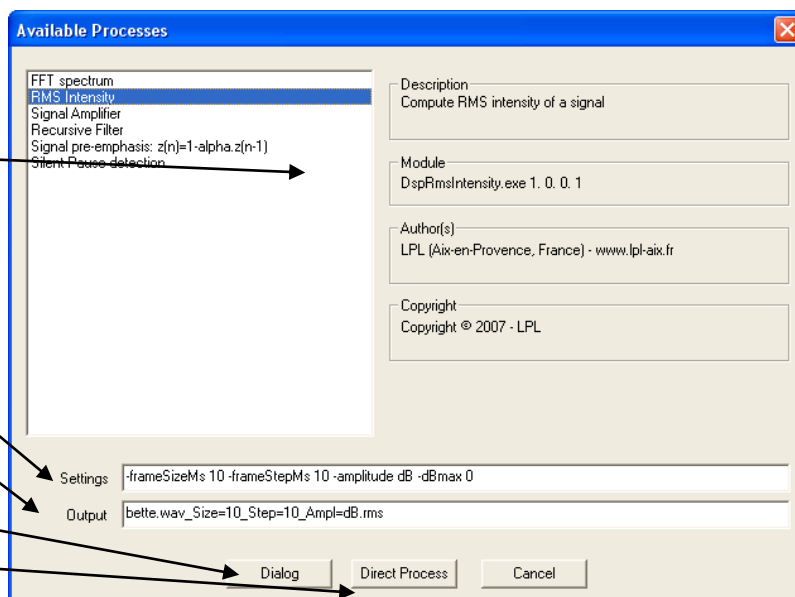 Available Processes
FFT spectrum
RMS Intensity
Signal Amplifier
Recursive Filter
Signal pre-emphasis: z(n)=1-alpha.z(n-1)
Silent Pause detection
Description
Compute RMS intensity of a signal
Module
DspRmsIntensity.exe 1. 0. 0. 1
Author(s)
LPL (Aix-en-Provence, France) - www.lpl-aix.fr
Copyright
Copyright © 2007 - LPL
Settings -frameSizeMs 10 -frameStepMs 10 -amplitude dB -dBmax 0
Output bette.wav_Size=10_Step=10_Ampl=dB.rms
Dialog Direct Process Cancel